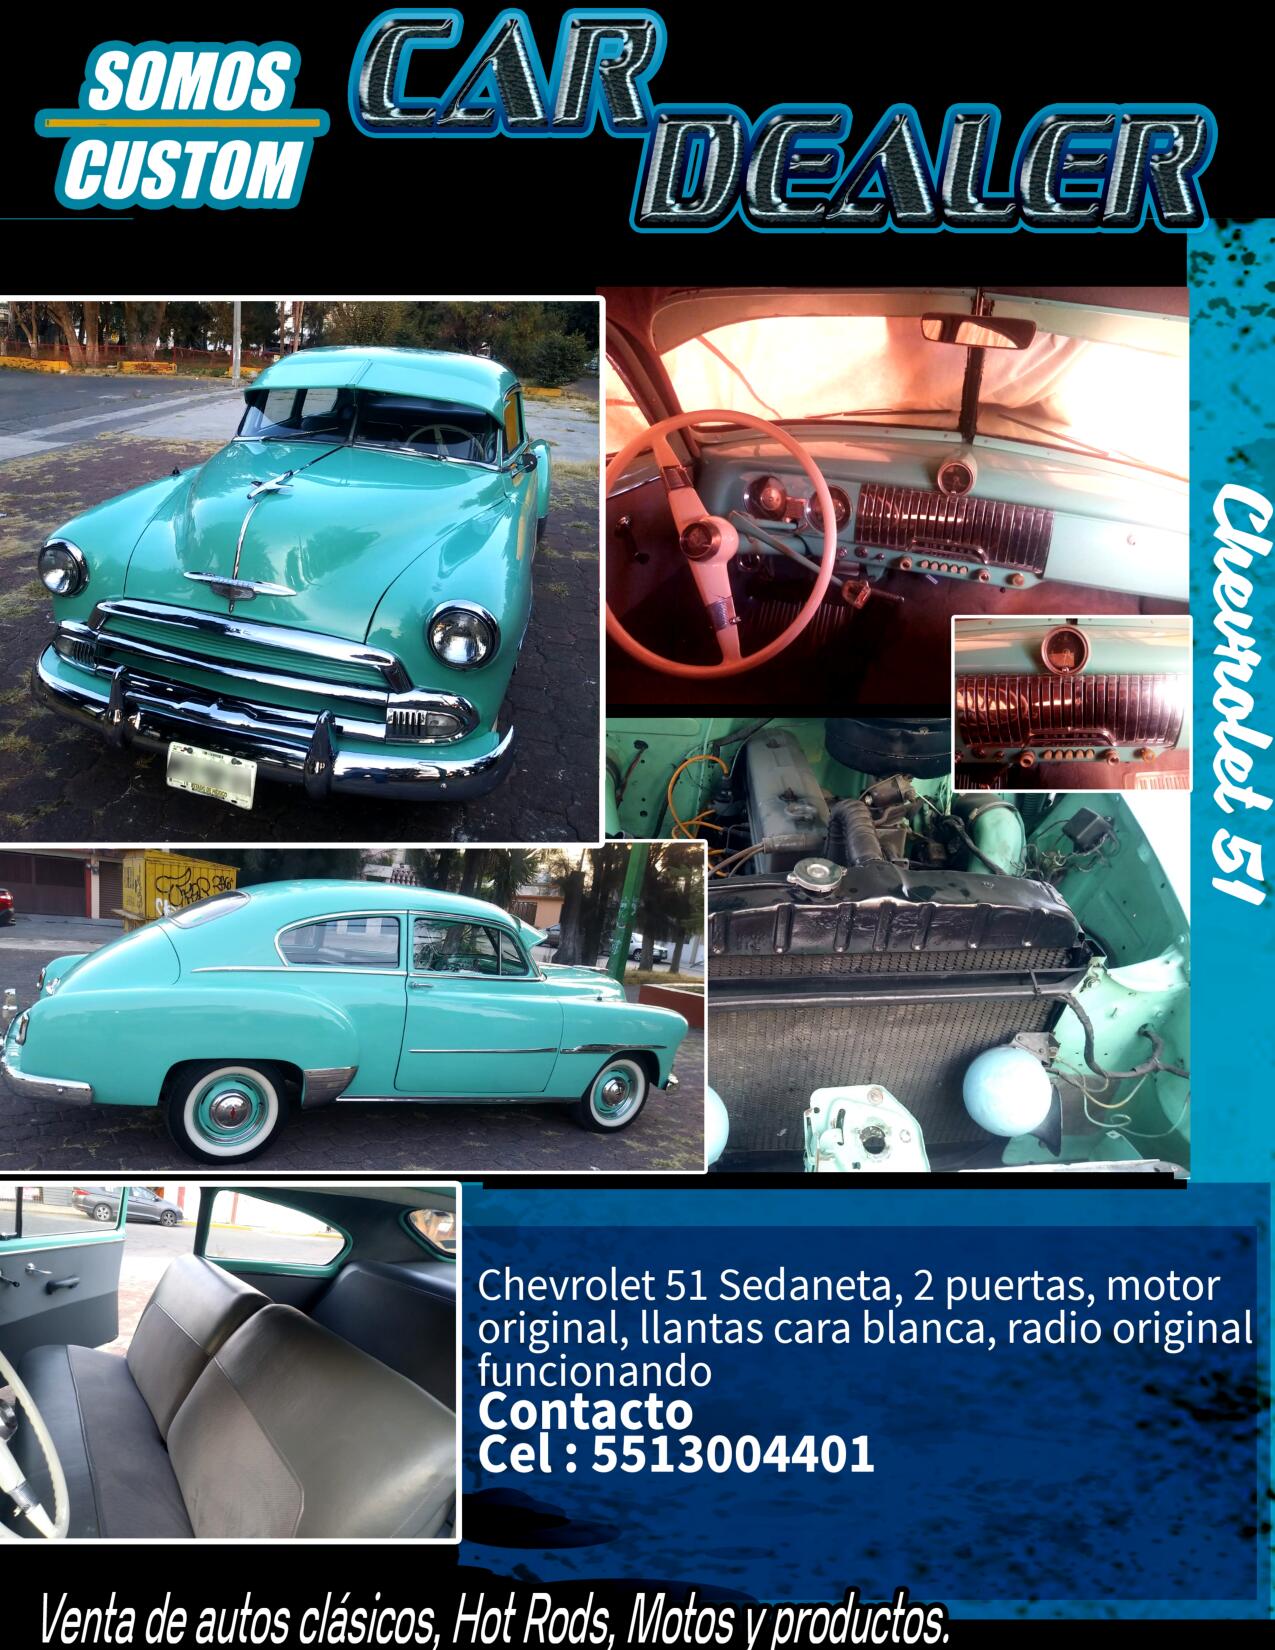 SOMOS
CUSTOM
CAR
DEALER
Chevrolet 51
Chevrolet 51 Sedaneta, 2 puertas, motor
original, llantas cara blanca, radio original
funcionando
Contacto
Cel : 5513004401
Venta de autos clásicos, Hot Rods, Motos y productos.